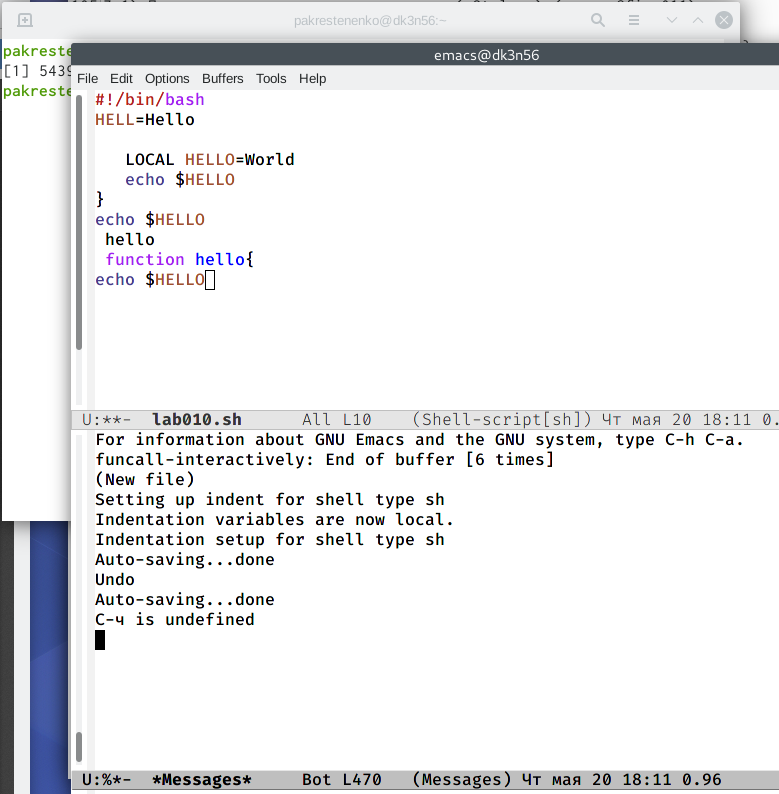 pakrestenenko@dk3n56:~
pakreste
[1] 5439
pakreste
emacs@dk3n56
File Edit Options Buffers Tools Help
#!/bin/bash
HELL=Hello
LOCAL HELLO=World
echo $HELLO
}
echo $HELLO
hello
function hello{
echo $HELLO
U:**- lab010.sh All L10 (Shell-script[sh]) Чт мая 20 18:11 0.
For information about GNU Emacs and the GNU system, type C-h C-a.
funcall-interactively: End of buffer [6 times]
(New file)
Setting up indent for shell type sh
Indentation variables are now local.
Indentation setup for shell type sh
Auto-saving...done
Undo
Auto-saving...done
C-ч is undefined
U:%*- *Messages* Bot L470 (Messages) Чт мая 20 18:11 0.96